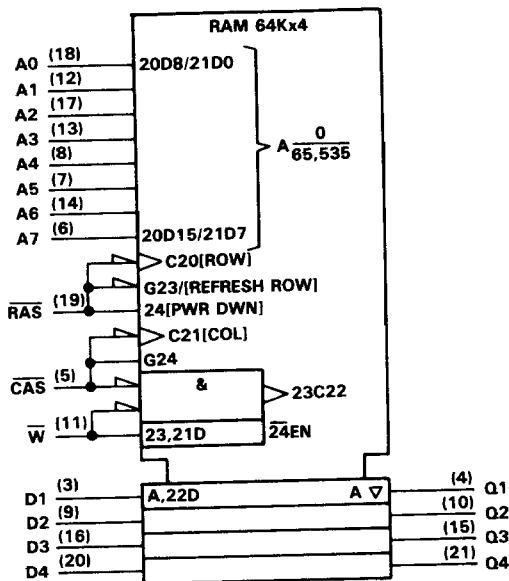 RAM 64Kx4
A0 (18) 20D8/21D0
A1 (12)
A2 (17)
A3 (13)
A4 (8)
A5 (7)
A6 (14)
A7 (6) 20D15/21D7
A 0
65,535
C20[ROW]
G23/[REFRESH ROW]
RAS (19) 24[PWR DWN]
C21[COL]
G24
CAS (5) & 23C22
W (11) 23,21D 24EN
D1 (3) A,22D A ▽ (4) Q1
D2 (9) (10) Q2
D3 (16) (15) Q3
D4 (20) (21) Q4